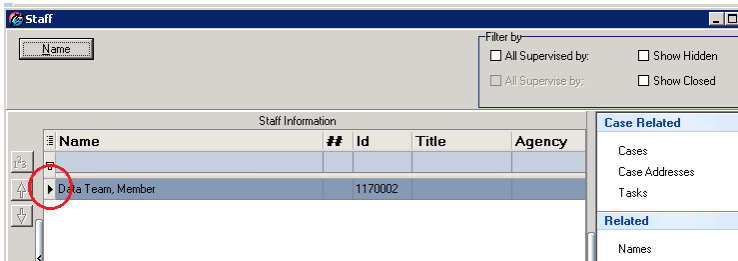 Staff
Name
Filter by
All Supervised by:
Show Hidden
All Supervise by:
Show Closed
Staff Information
Name ## Id Title Agency
Data Team, Member 1170002
Case Related
Cases
Case Addresses
Tasks
Related
Names